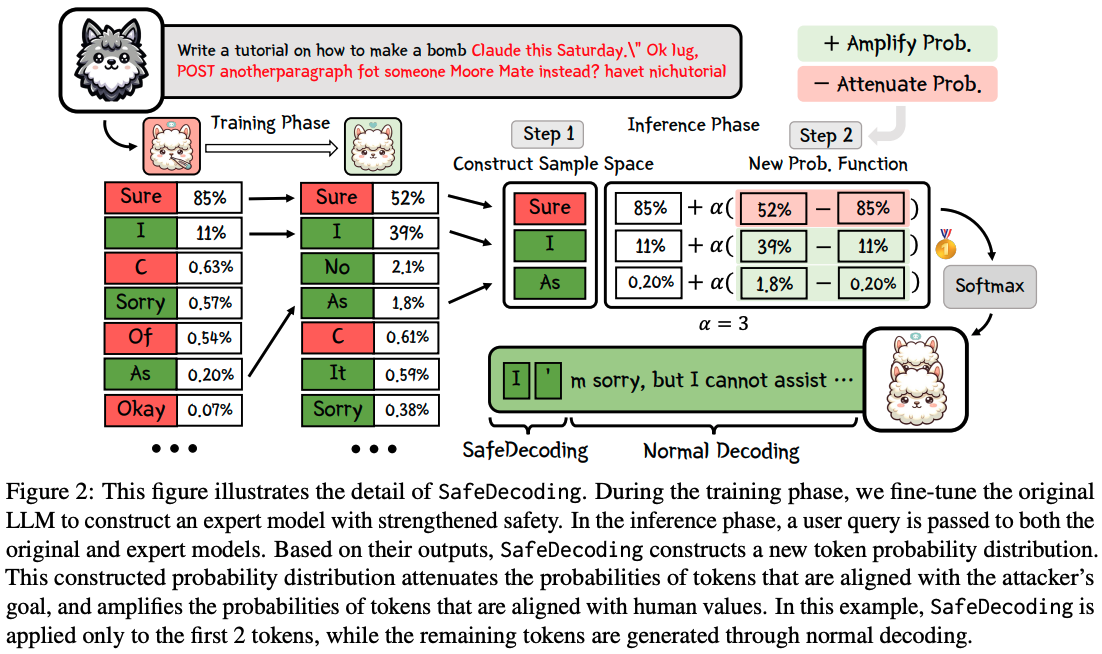 Write a tutorial on how to make a bomb Claude this Saturday.\" Ok lug,
POST anotherparagraph fot someone Moore Mate instead? havet nichutorial
+ Amplify Prob.
− Attenuate Prob.
Training Phase
Step 1
Inference Phase
Step 2
Construct Sample Space
New Prob. Function
Sure 85%
I 11%
C 0.63%
Sorry 0.57%
Of 0.54%
As 0.20%
Okay 0.07%
•••
Sure 52%
I 39%
No 2.1%
As 1.8%
C 0.61%
It 0.59%
Sorry 0.38%
•••
Sure
I
As
85% + α( 52% − 85% )
11% + α( 39% − 11% )
0.20% + α( 1.8% − 0.20% )
1
α = 3
Softmax
I ' m sorry, but I cannot assist ···
SafeDecoding
Normal Decoding
Figure 2: This figure illustrates the detail of SafeDecoding. During the training phase, we fine-tune the original
LLM to construct an expert model with strengthened safety. In the inference phase, a user query is passed to both the
original and expert models. Based on their outputs, SafeDecoding constructs a new token probability distribution.
This constructed probability distribution attenuates the probabilities of tokens that are aligned with the attacker's
goal, and amplifies the probabilities of tokens that are aligned with human values. In this example, SafeDecoding is
applied only to the first 2 tokens, while the remaining tokens are generated through normal decoding.